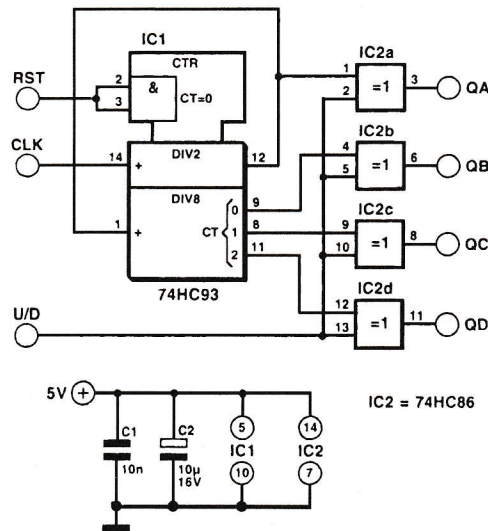 IC1
IC2a
RST
CTR
2
3
&
CT=0
1
2
=1
3
QA
CLK
14
+
DIV2
12
IC2b
4
5
=1
6
QB
DIV8
1
+
9
8
11
CT
0
1
2
IC2c
9
10
=1
8
QC
74HC93
IC2d
12
13
=1
11
QD
U/D
5V
+
C1
10n
C2
10µ
16V
5
IC1
10
14
IC2
7
IC2 = 74HC86